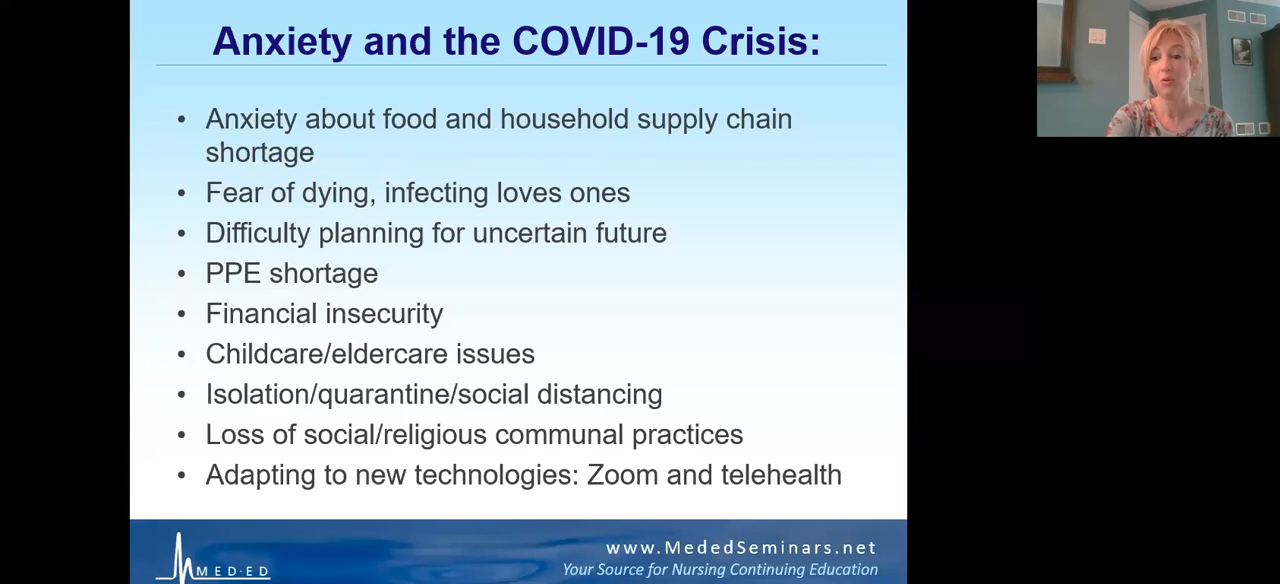 Anxiety and the COVID-19 Crisis:
• Anxiety about food and household supply chain
shortage
• Fear of dying, infecting loves ones
• Difficulty planning for uncertain future
• PPE shortage
• Financial insecurity
• Childcare/eldercare issues
• Isolation/quarantine/social distancing
• Loss of social/religious communal practices
• Adapting to new technologies: Zoom and telehealth
MED·ED
www.MededSeminars.net
Your Source for Nursing Continuing Education